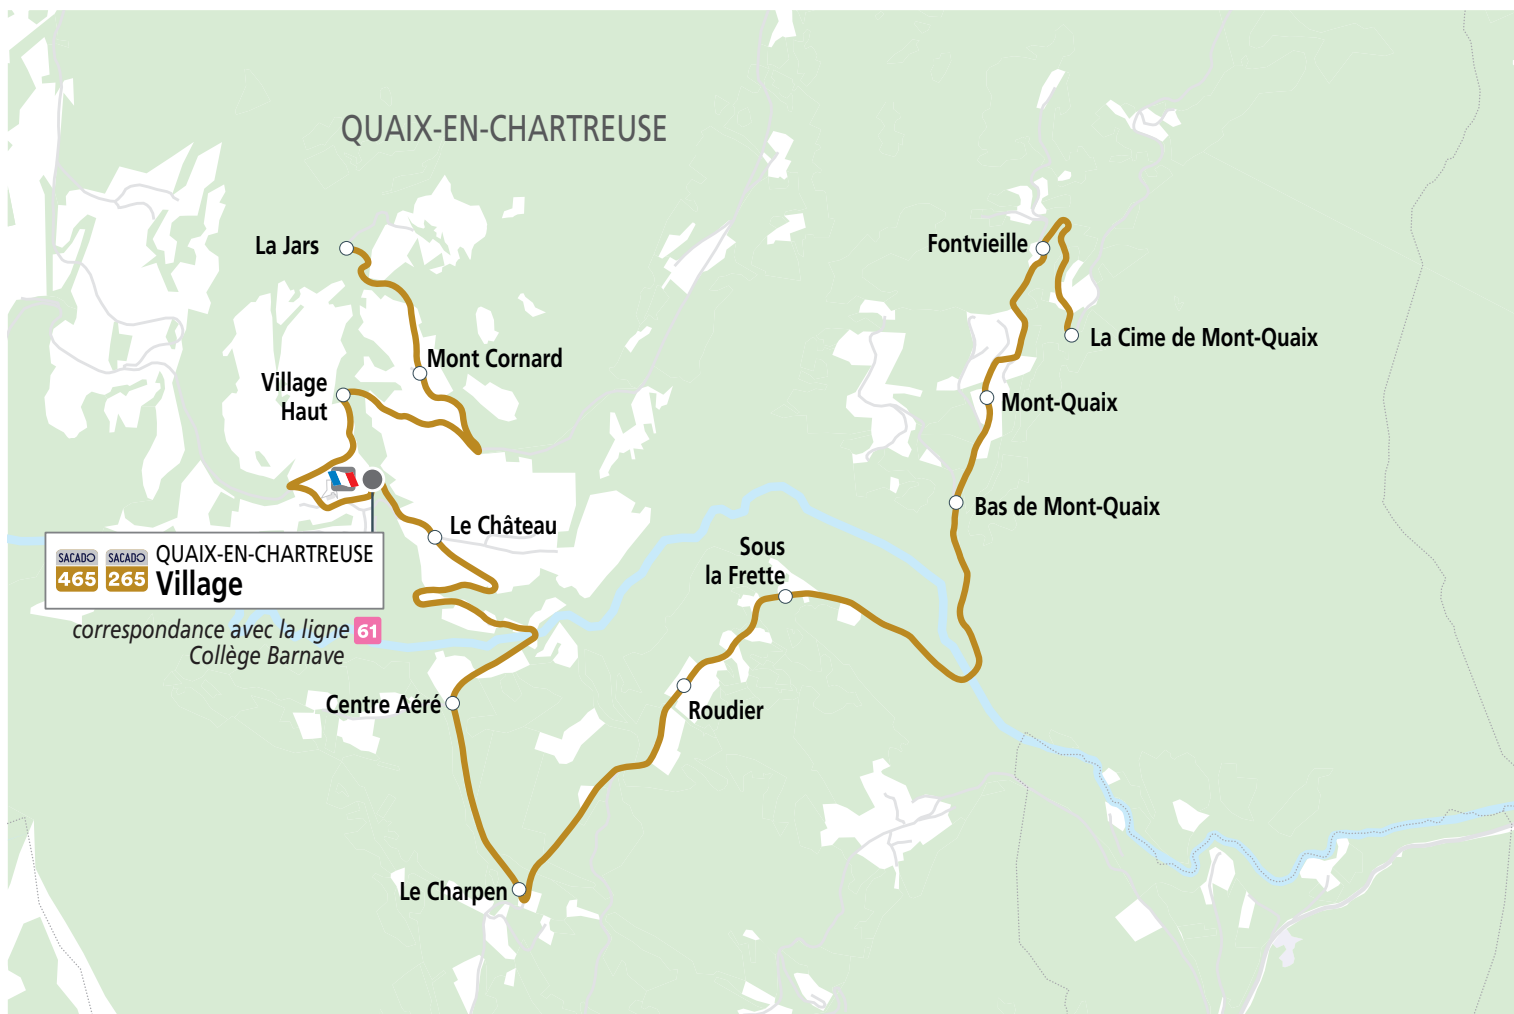 QUAIX-EN-CHARTREUSE
La Jars
Fontvieille
La Cime de Mont-Quaix
Mont Cornard
Village
Haut
Mont-Quaix
Bas de Mont-Quaix
Le Château
Sous
la Frette
SACADO SACADO QUAIX-EN-CHARTREUSE
465 265 Village
correspondance avec la ligne 61
Collège Barnave
Centre Aéré
Roudier
Le Charpen